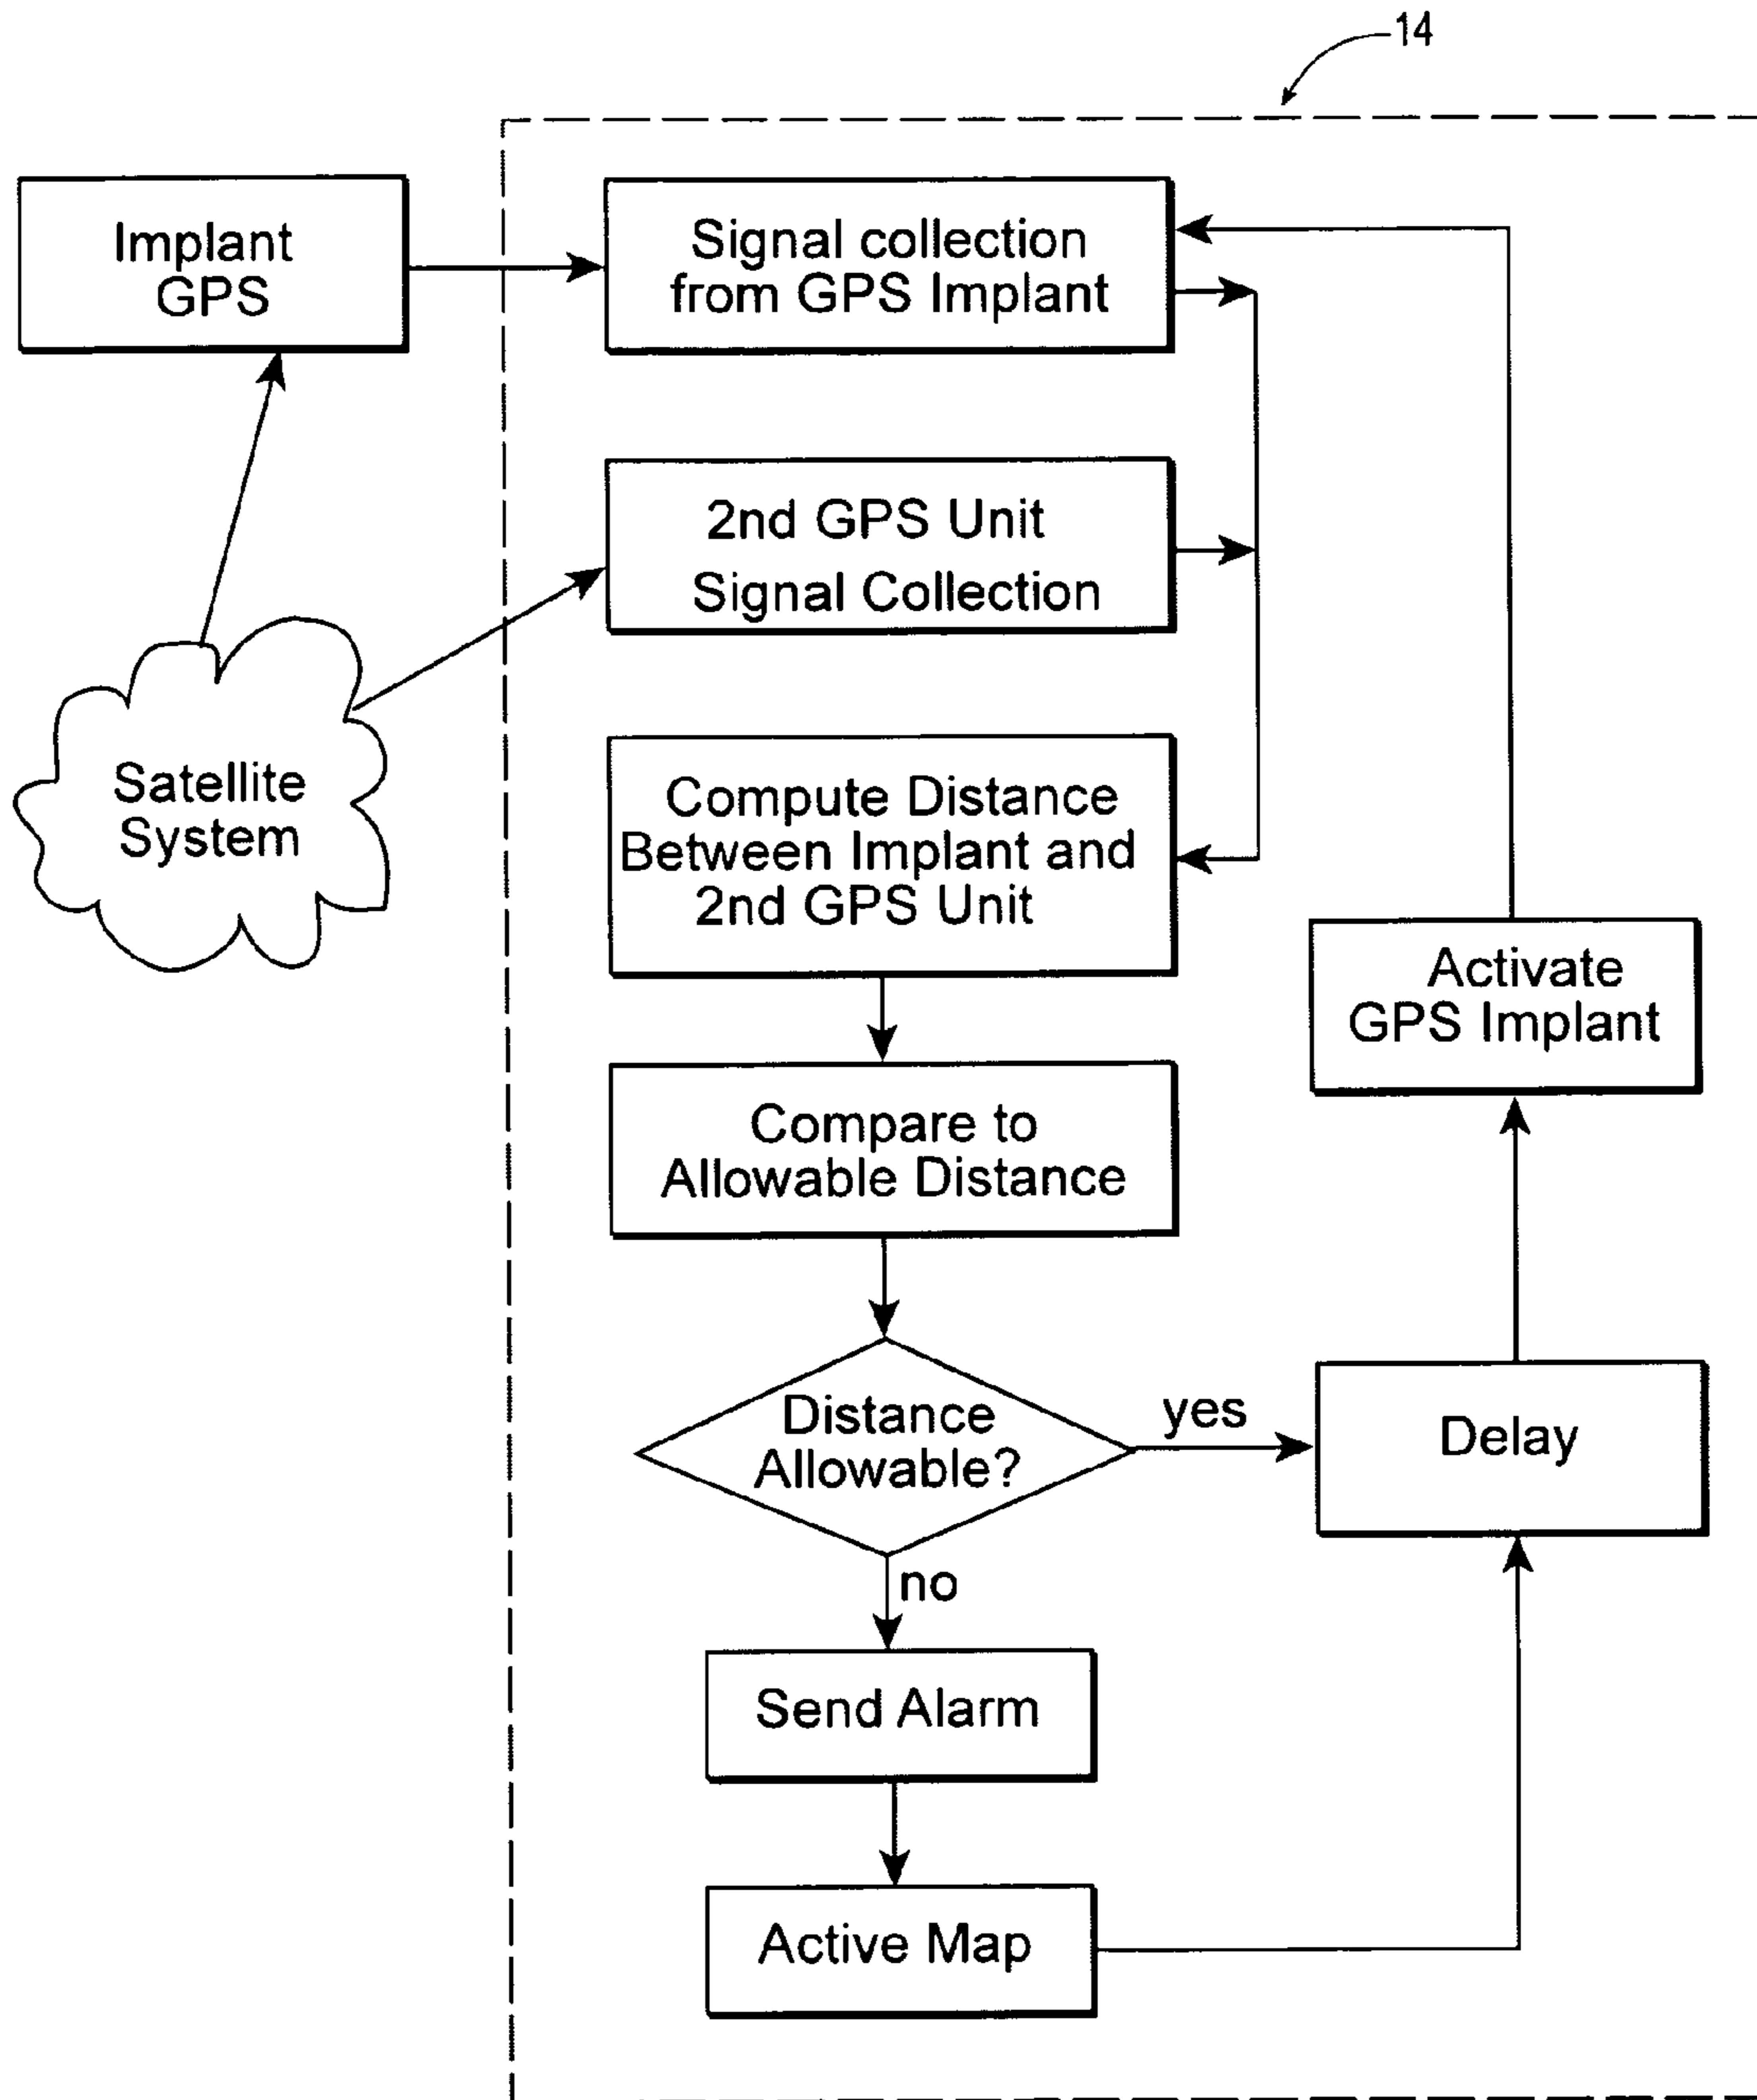 14
Implant
GPS
Signal collection
from GPS Implant
2nd GPS Unit
Signal Collection
Satellite
System
Compute Distance
Between Implant and
2nd GPS Unit
Activate
GPS Implant
Compare to
Allowable Distance
Distance
Allowable?
yes
Delay
no
Send Alarm
Active Map